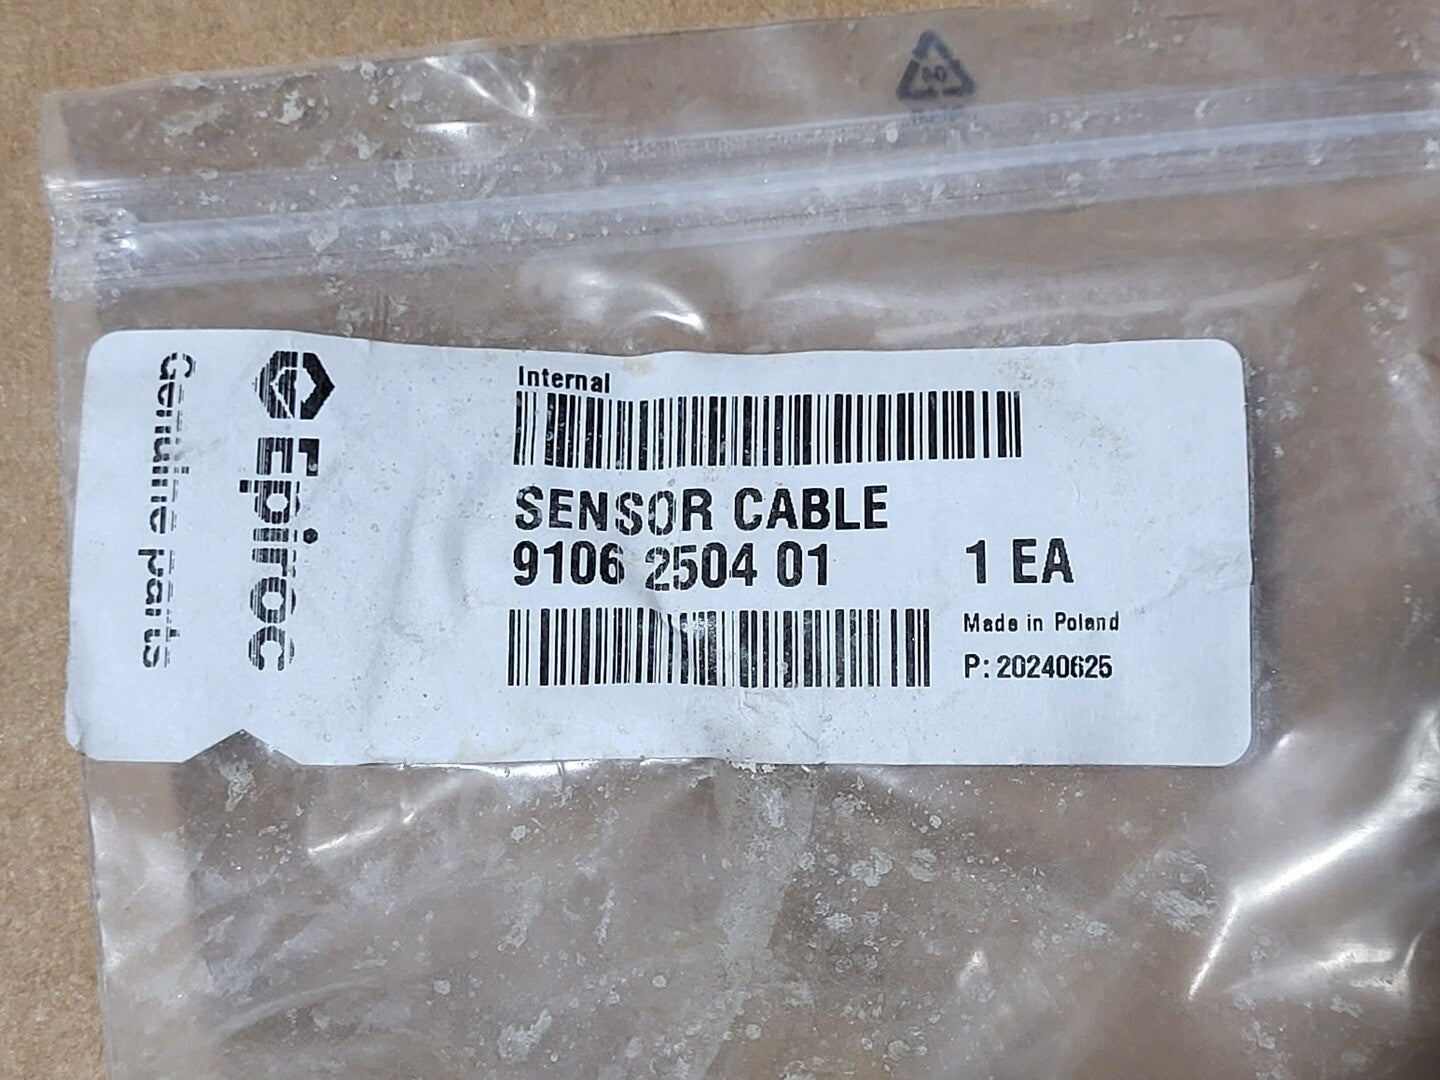 Genuine parts
Epiroc
Internal
SENSOR CABLE
9106 2504 01
1 EA
Made in Poland
P: 20240625